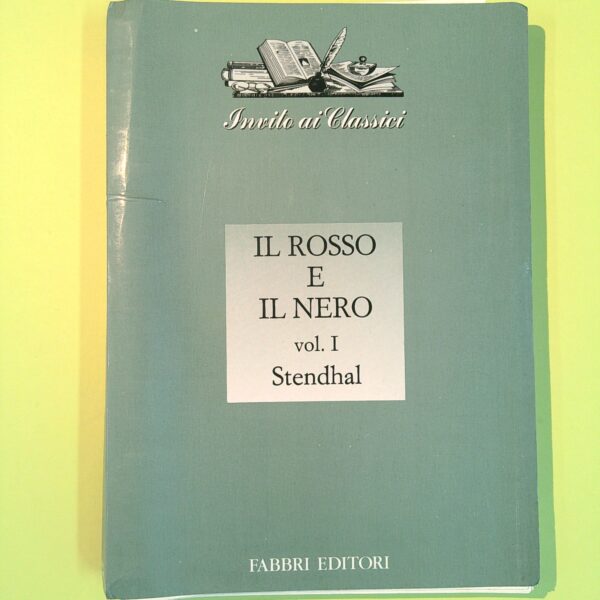 Invito ai Classici
IL ROSSO
E
IL NERO
vol. I
Stendhal
FABBRI EDITORI